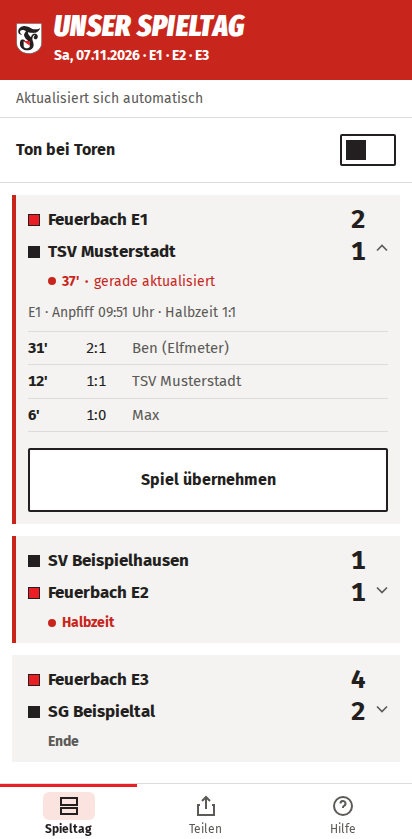 UNSER SPIELTAG
Sa, 07.11.2026 · E1 · E2 · E3
Aktualisiert sich automatisch
Ton bei Toren
Feuerbach E1 2
TSV Musterstadt 1
37' · gerade aktualisiert
E1 · Anpfiff 09:51 Uhr · Halbzeit 1:1
31' 2:1 Ben (Elfmeter)
12' 1:1 TSV Musterstadt
6' 1:0 Max
Spiel übernehmen
SV Beispielhausen 1
Feuerbach E2 1
Halbzeit
Feuerbach E3 4
SG Beispieltal 2
Ende
Spieltag Teilen Hilfe